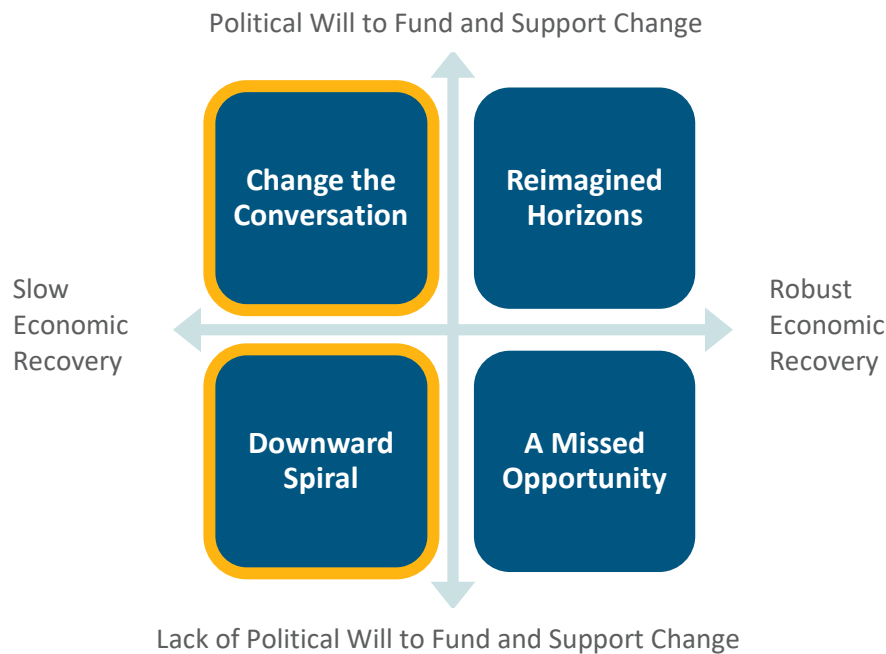 Political Will to Fund and Support Change
Change the
Conversation
Reimagined
Horizons
Slow
Economic
Recovery
Robust
Economic
Recovery
Downward
Spiral
A Missed
Opportunity
Lack of Political Will to Fund and Support Change